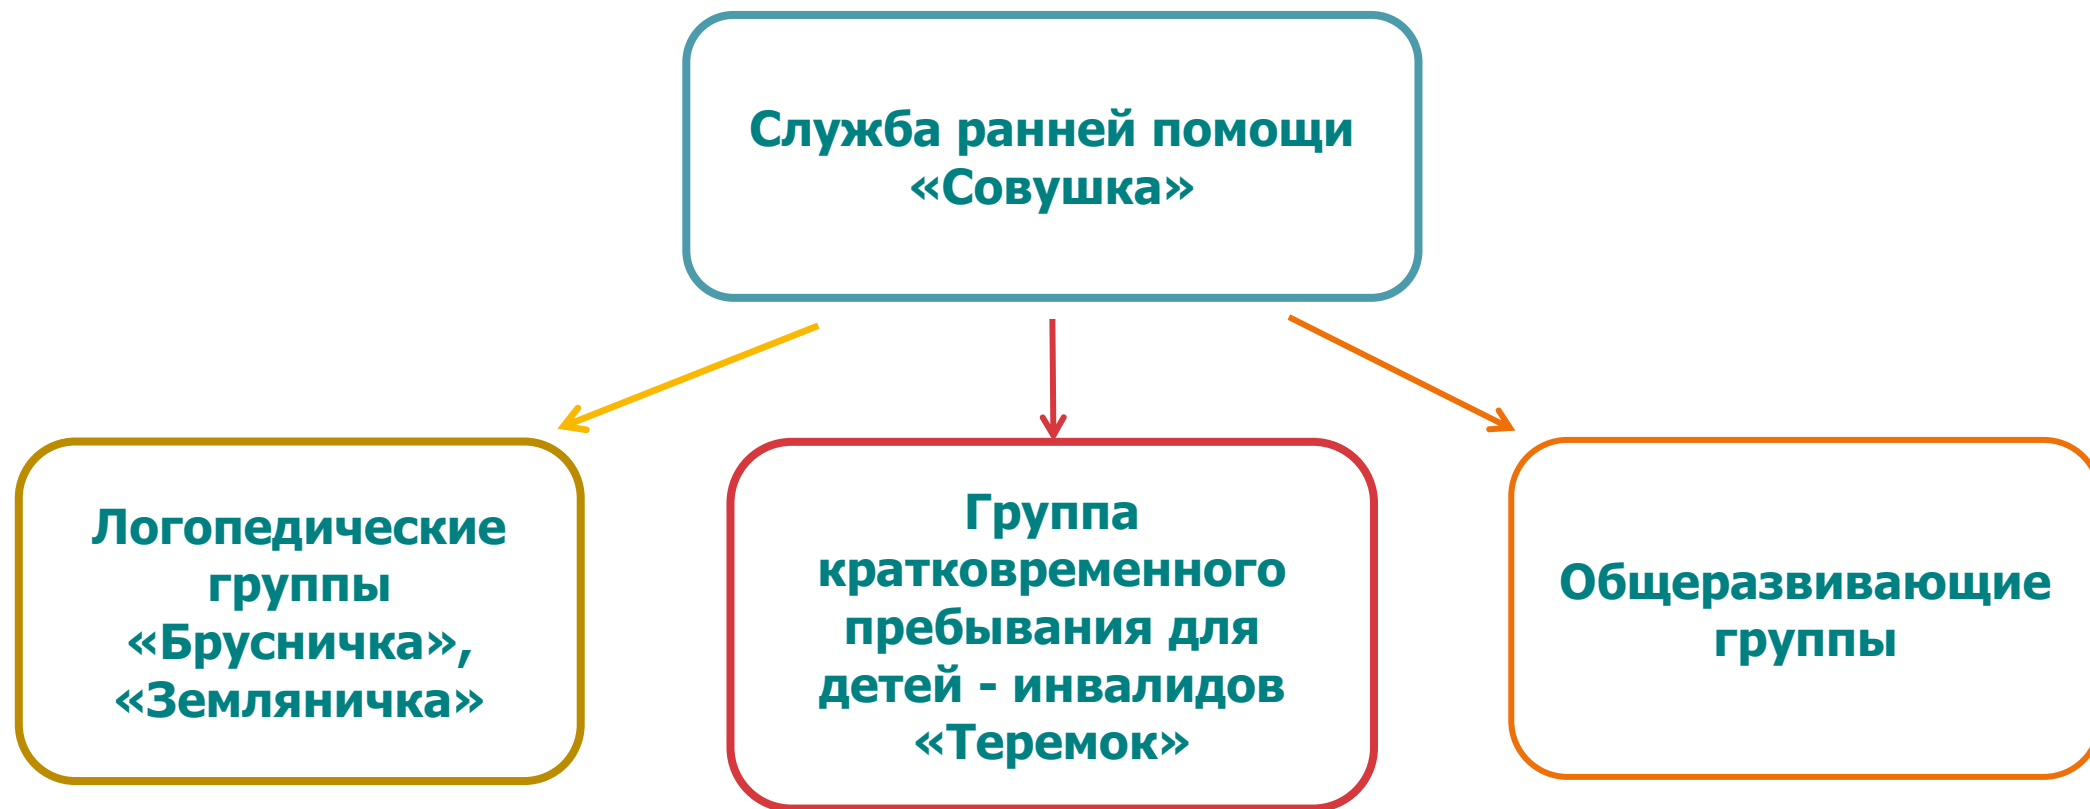 Служба ранней помощи
«Совушка»
Логопедические
группы
«Брусничка»,
«Земляничка»
Группа
кратковременного
пребывания для
детей - инвалидов
«Теремок»
Общеразвивающие
группы